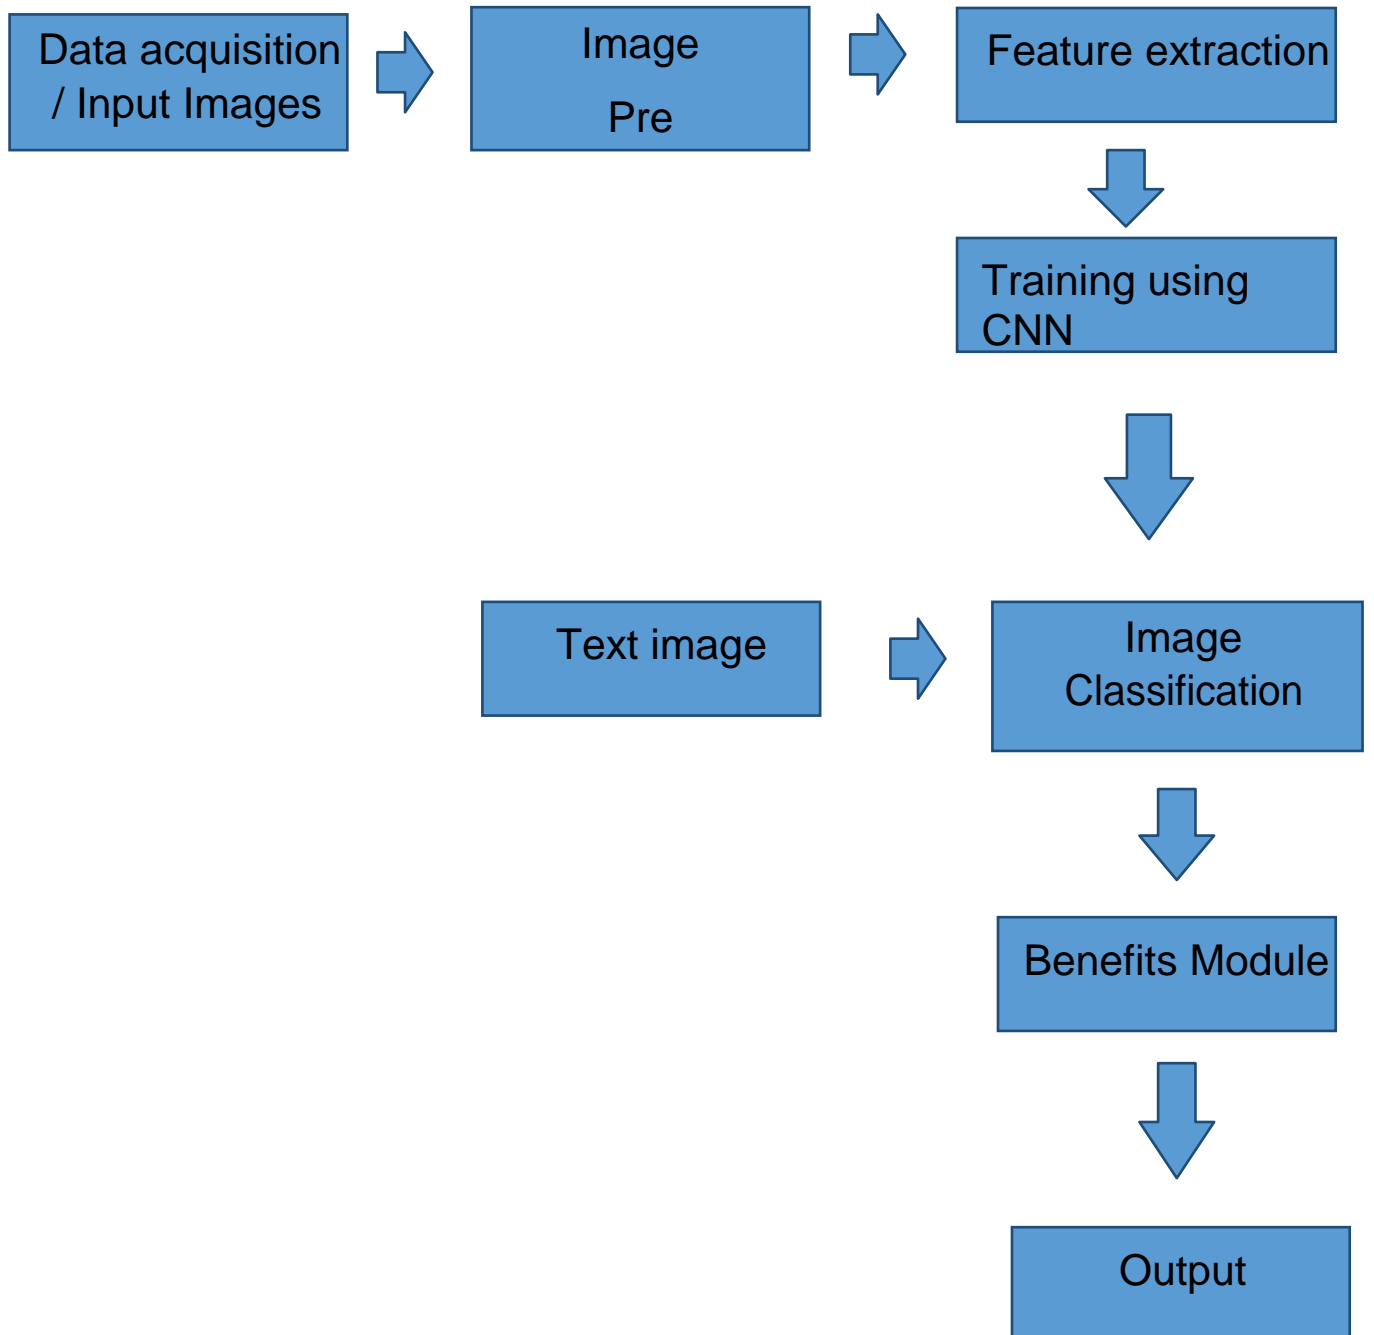 Data acquisition
/ Input Images
Image
Pre
Feature extraction
Training using
CNN
Text image
Image
Classification
Benefits Module
Output